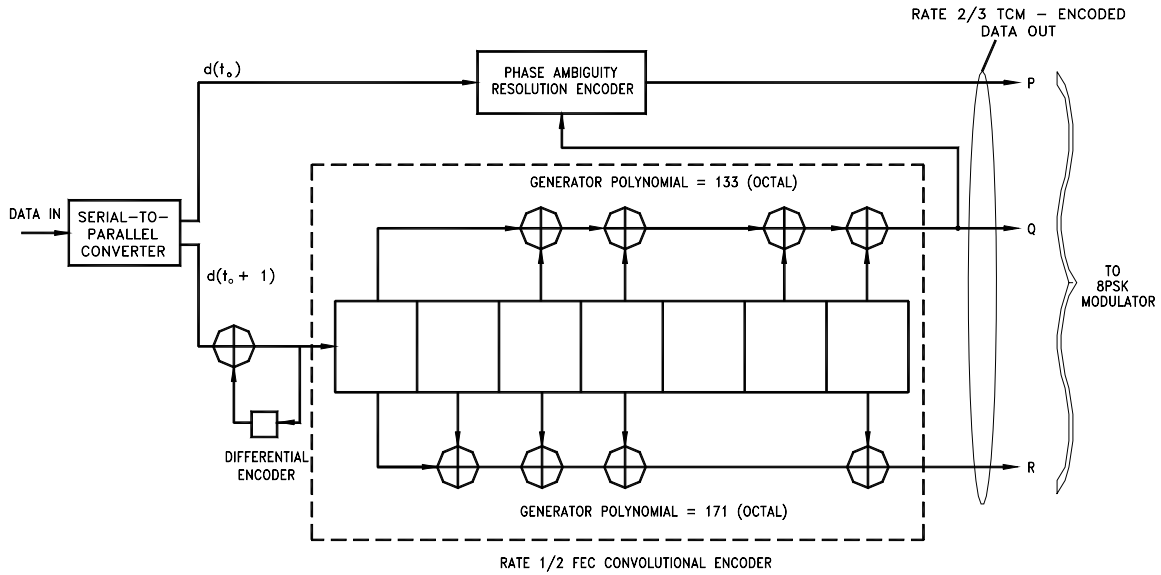 RATE 2/3 TCM – ENCODED
DATA OUT
d(t₀)
PHASE AMBIGUITY
RESOLUTION ENCODER
P
GENERATOR POLYNOMIAL = 133 (OCTAL)
DATA IN
SERIAL–TO–
PARALLEL
CONVERTER
Q
d(t₀ + 1)
TO
8PSK
MODULATOR
DIFFERENTIAL
ENCODER
R
GENERATOR POLYNOMIAL = 171 (OCTAL)
RATE 1/2 FEC CONVOLUTIONAL ENCODER